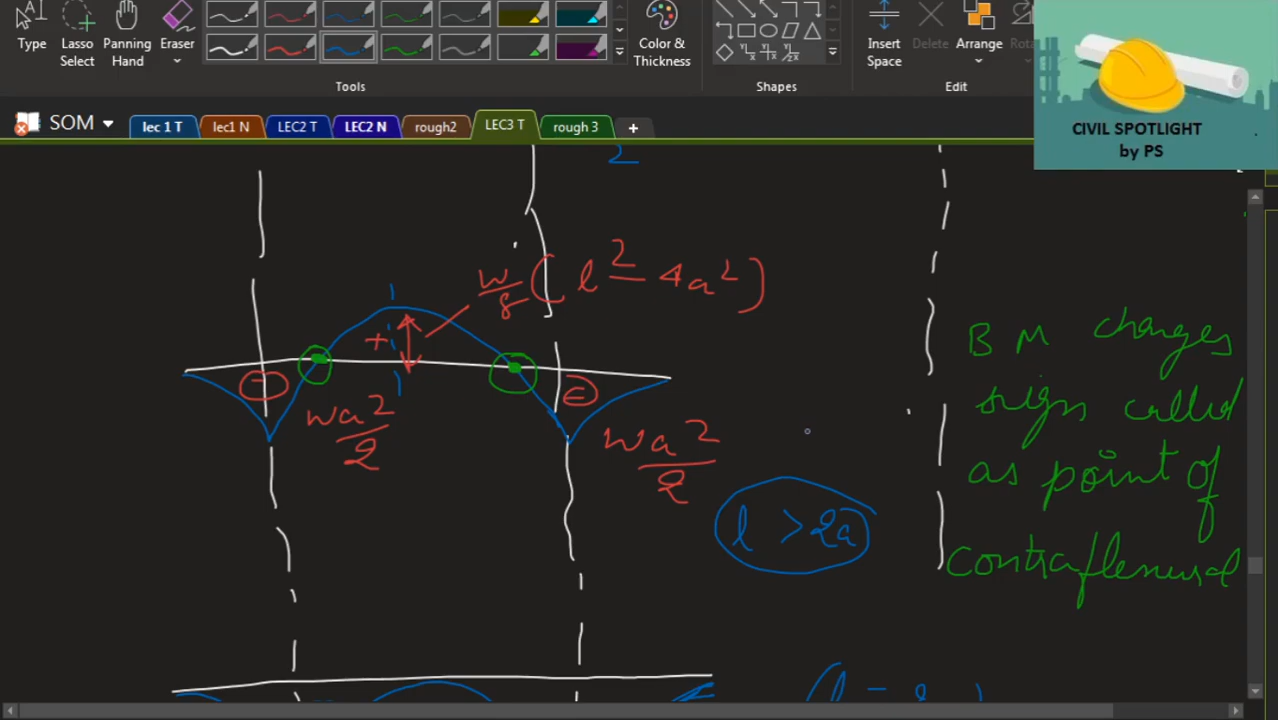 Type
Lasso
Select
Panning
Hand
Eraser
Color &
Thickness
Insert
Space
Delete
Arrange
Tools
Shapes
Edit
CIVIL SPOTLIGHT
by PS
SOM
lec 1 T
lec1 N
LEC2 T
LEC2 N
rough2
LEC3 T
rough 3
2
w/8 (l² - 4a²)
+
-
-
wa²/2
wa²/2
l > 2a
BM changes
sign called
as point of
contraflexural